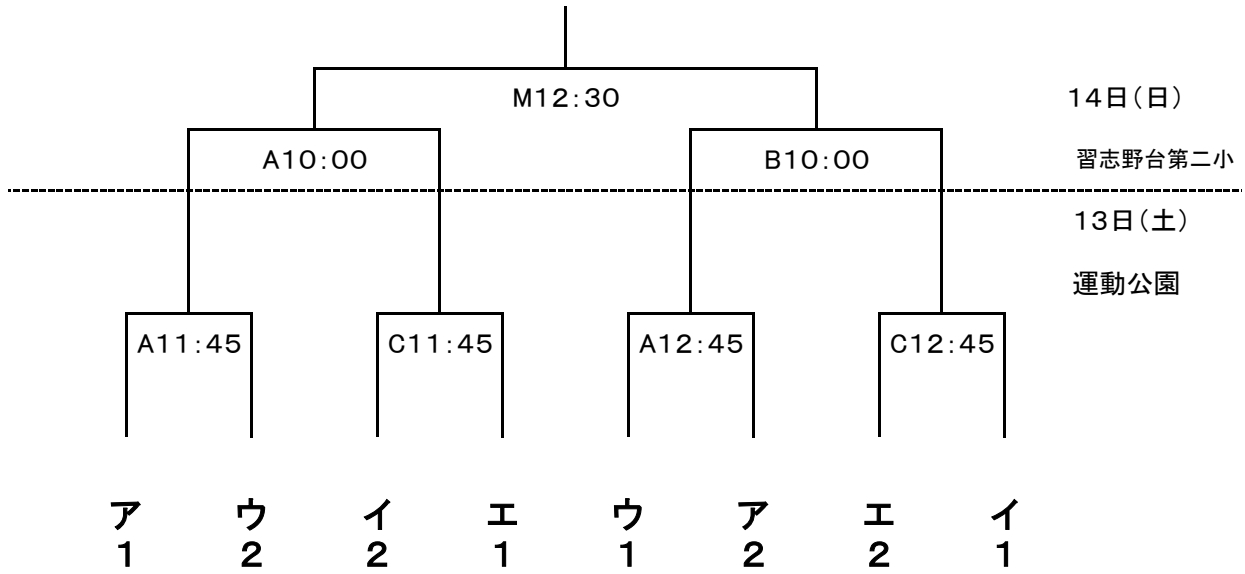 M12:30
14日(日)
A10:00
B10:00
習志野台第二小
13日(土)
運動公園
A11:45
C11:45
A12:45
C12:45
ア ウ イ エ ウ ア エ イ
1 2 2 1 1 2 2 1